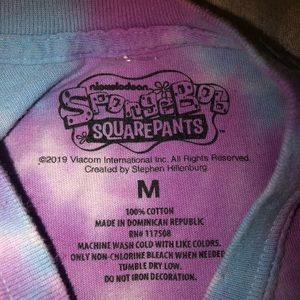 nickelodeon
SpongeBob
SQUAREPANTS
©2019 Viacom International Inc. All Rights Reserved.
Created by Stephen Hillenburg
M
100% COTTON
MADE IN DOMINICAN REPUBLIC
RN# 117508
MACHINE WASH COLD WITH LIKE COLORS.
ONLY NON-CHLORINE BLEACH WHEN NEEDED
TUMBLE DRY LOW.
DO NOT IRON DECORATION.